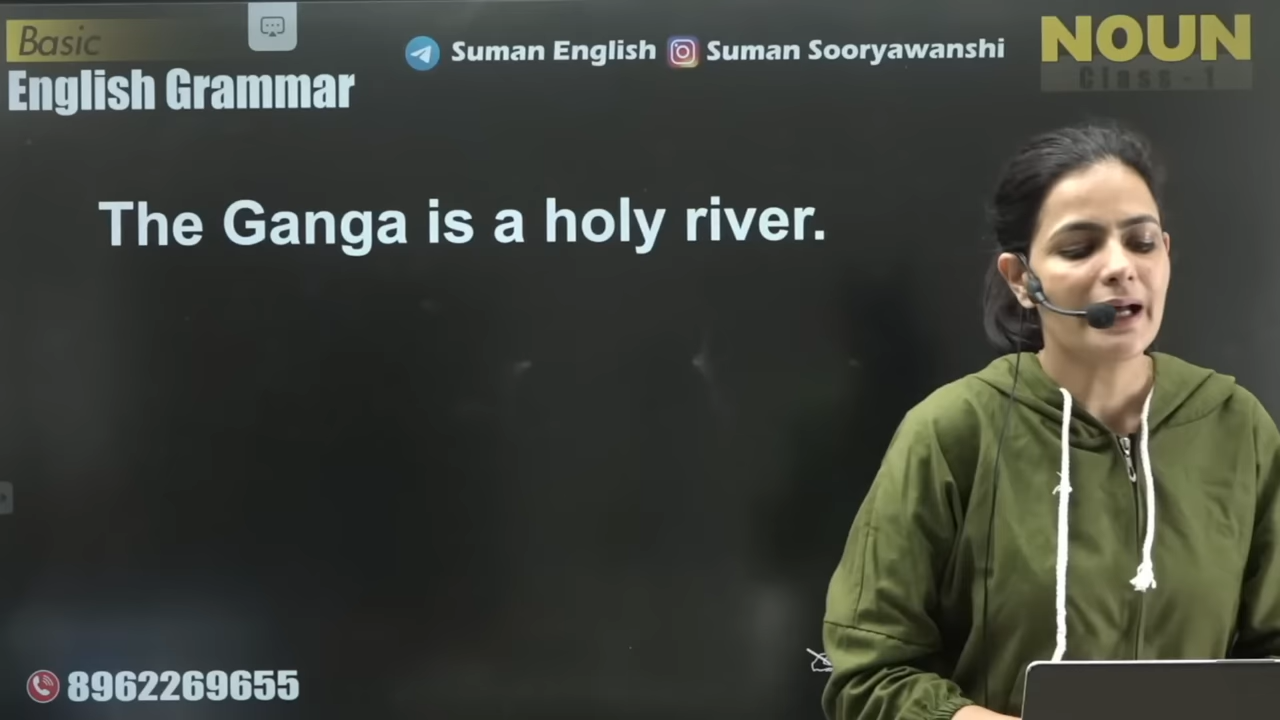 Basic
English Grammar
Suman English Suman Sooryawanshi
NOUN
Class - 1
The Ganga is a holy river.
8962269655